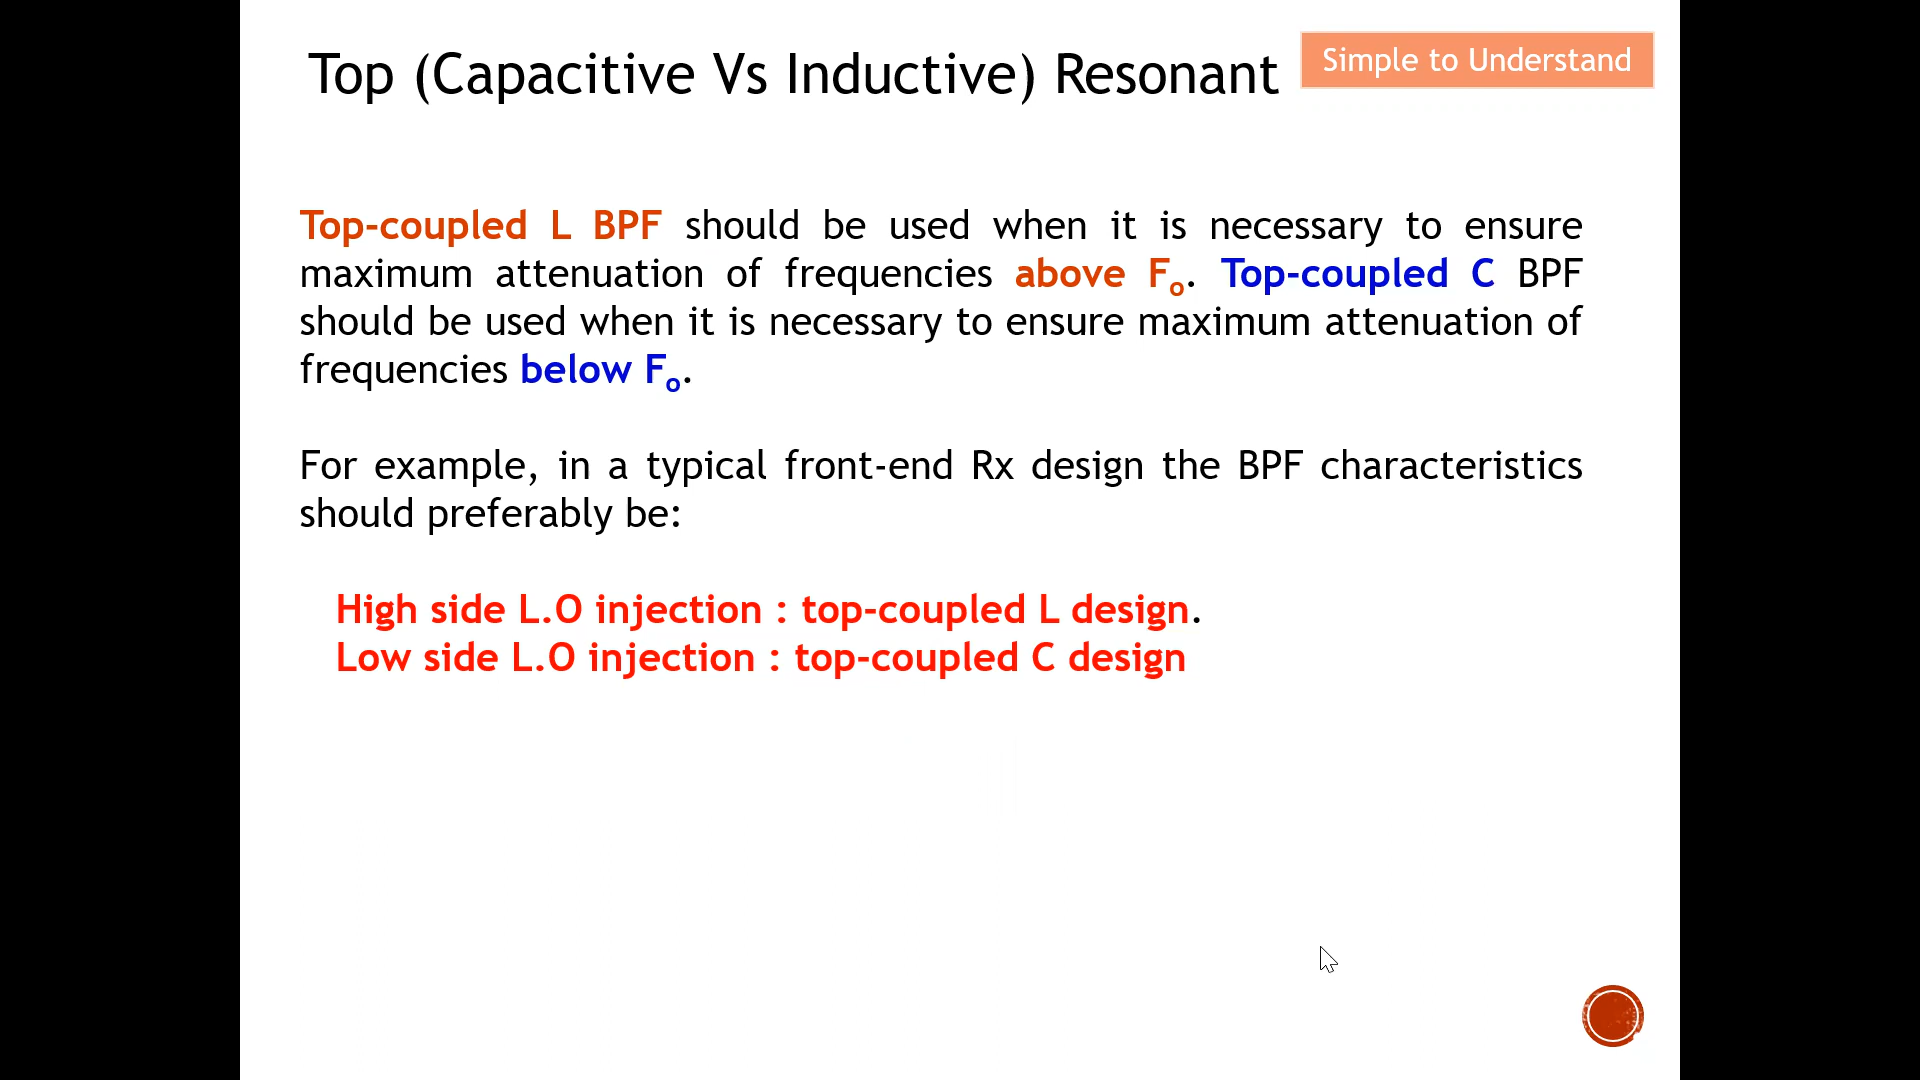 Top (Capacitive Vs Inductive) Resonant
Simple to Understand
Top-coupled L BPF should be used when it is necessary to ensure
maximum attenuation of frequencies above Fo. Top-coupled C BPF
should be used when it is necessary to ensure maximum attenuation of
frequencies below Fo.
For example, in a typical front-end Rx design the BPF characteristics
should preferably be:
High side L.O injection : top-coupled L design.
Low side L.O injection : top-coupled C design